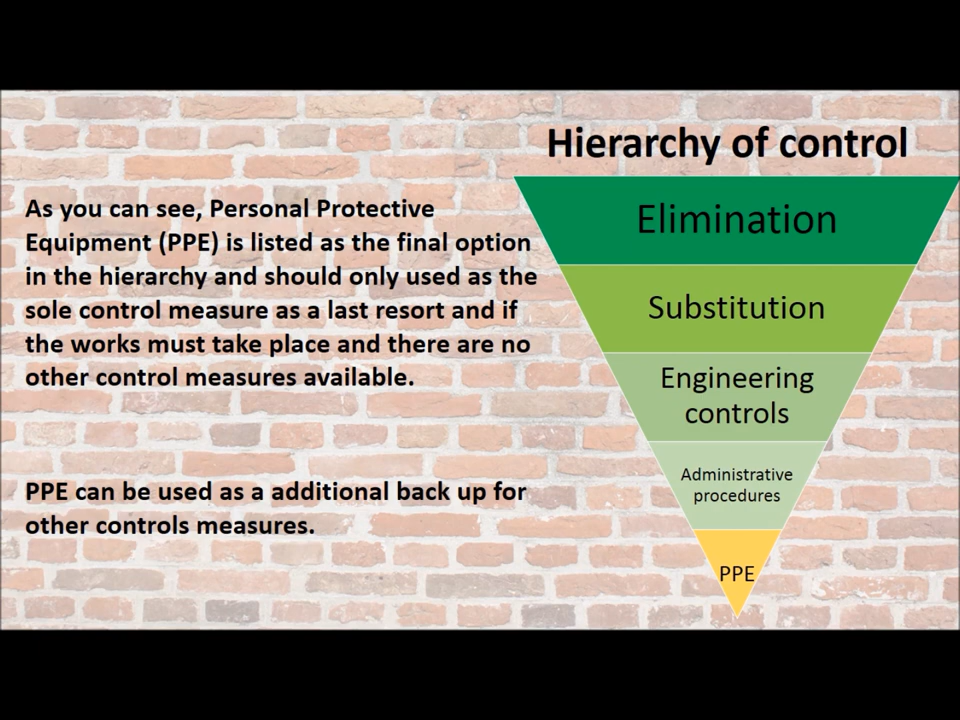 Hierarchy of control
As you can see, Personal Protective
Equipment (PPE) is listed as the final option
in the hierarchy and should only used as the
sole control measure as a last resort and if
the works must take place and there are no
other control measures available.
PPE can be used as a additional back up for
other controls measures.
Elimination
Substitution
Engineering
controls
Administrative
procedures
PPE